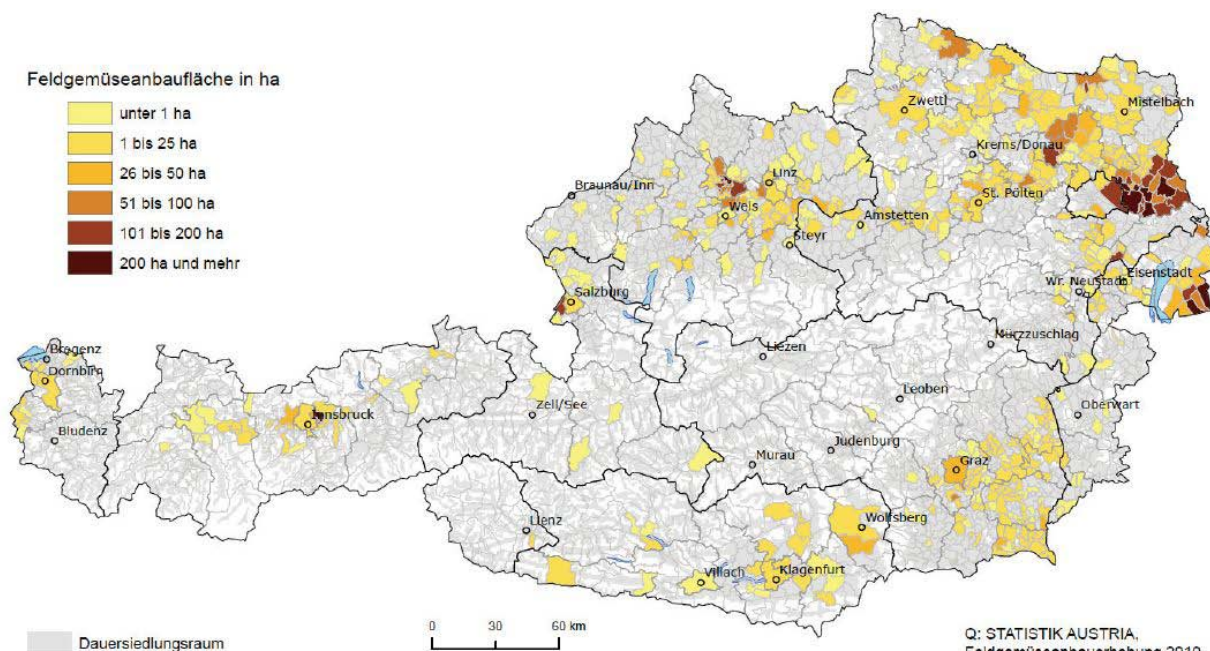 Feldgemüseanbaufläche in ha
unter 1 ha
1 bis 25 ha
26 bis 50 ha
51 bis 100 ha
101 bis 200 ha
200 ha und mehr
Zwettl
Mistelbach
Krems/Donau
Linz
Braunau/Inn
Wels
St. Pölten
Amstetten
Steyr
Eisenstadt
Wr. Neustadt
Salzburg
Mürzzuschlag
Bregenz
Liezen
Dornbirn
Leoben
Innsbruck
Zell/See
Oberwart
Bludenz
Judenburg
Murau
Graz
Lienz
Wolfsberg
Villach
Klagenfurt
0 30 60 km
Dauersiedlungsraum
Q: STATISTIK AUSTRIA,